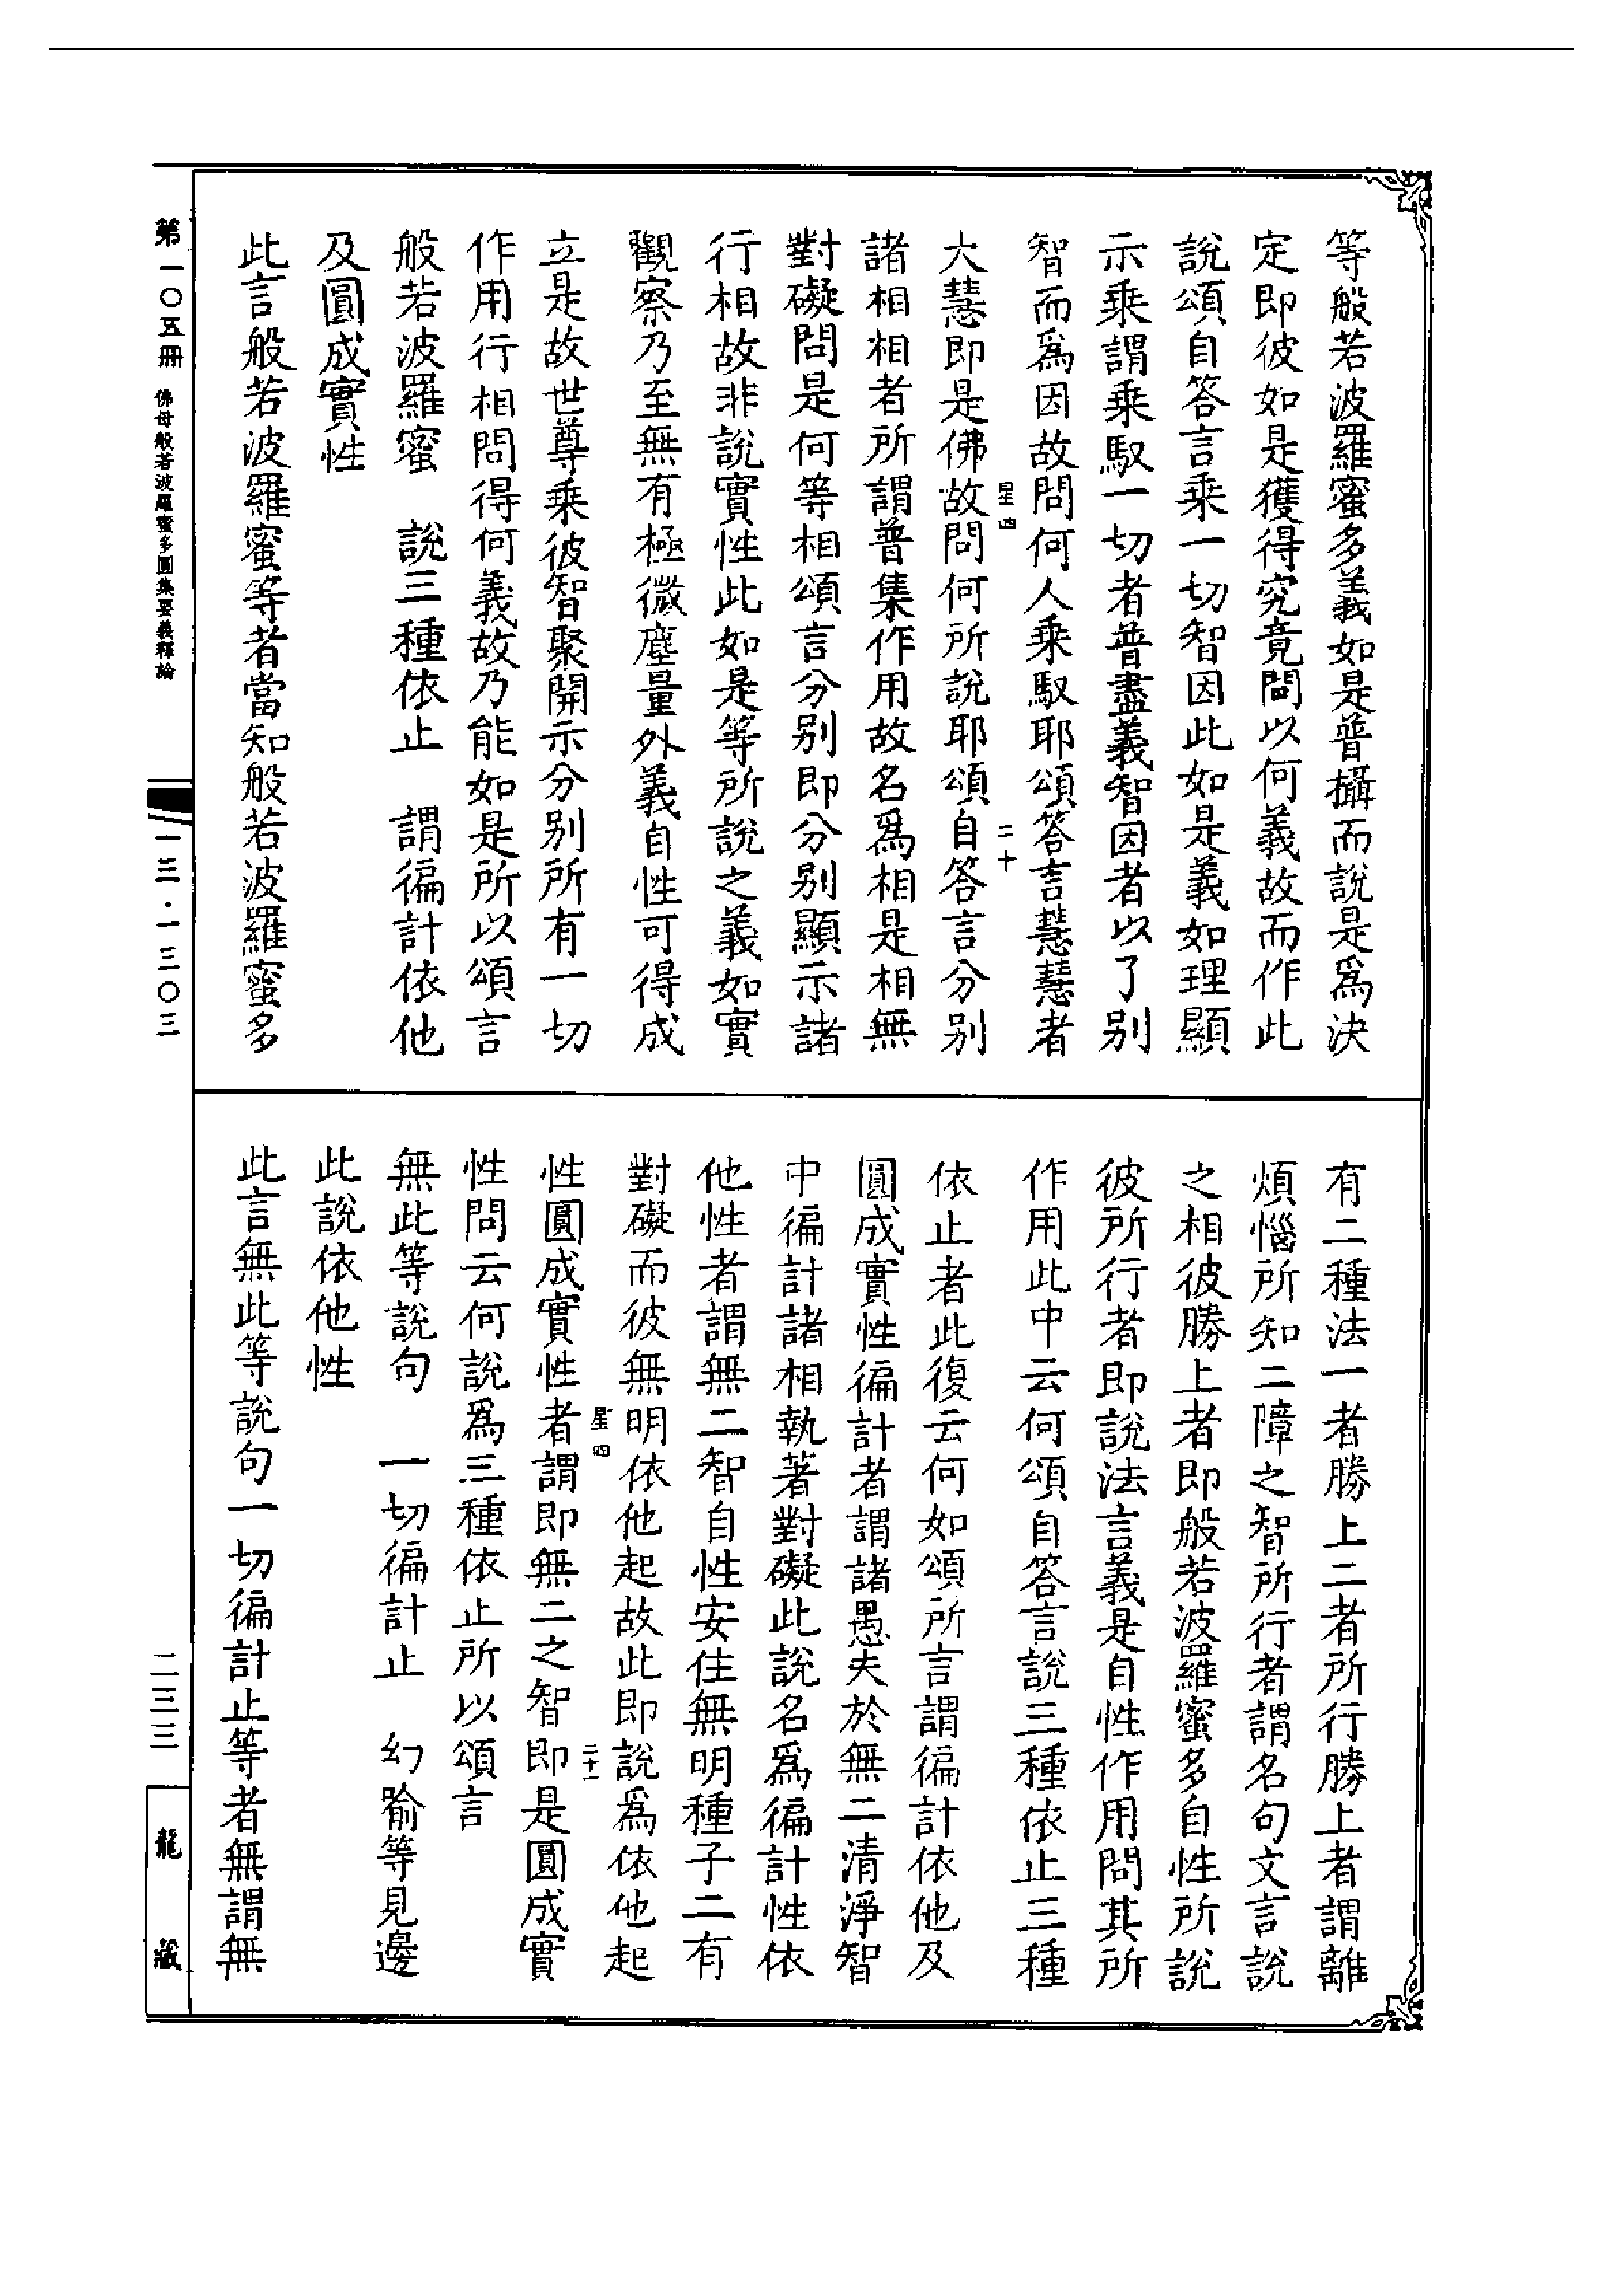 等般若波羅蜜多義如是普攝而說是爲決
定即彼如是獲得究竟問以何義故而作此
說頌自答言乘一切智因此如是義如理顯
示乘謂乘馭一切者普盡義智因者以了別
智而爲因故問何人乘馭耶頌答言慧慧者
星四
二十
大慧即是佛故問何所說耶頌自答言分別
諸相相者所謂普集作用故名爲相是相無
對礙問是何等相頌言分別即分別顯示諸
行相故非說實性此如是等所說之義如實
觀察乃至無有極微塵量外義自性可得成
立是故世尊乘彼智聚開示分別所有一切
作用行相問得何義故乃能如是所以頌言
般若波羅蜜　說三種依止　謂徧計依他
及圓成實性
此言般若波羅蜜等者當知般若波羅蜜多
有二種法一者勝上二者所行勝上者謂離
煩惱所知二障之智所行者謂名句文言說
之相彼勝上者即般若波羅蜜多自性所說
彼所行者即說法言義是自性作用問其所
作用此中云何頌自答言說三種依止三種
依止者此復云何如頌所言謂徧計依他及
圓成實性徧計者謂諸愚夫於無二清淨智
中徧計諸相執著對礙此說名爲徧計性依
他性者謂無二智自性安住無明種子二有
對礙而彼無明依他起故此即說爲依他起
星四
二十一
性圓成實性者謂即無二之智即是圓成實
性問云何說爲三種依止所以頌言
無此等說句　一切徧計止　幻喻等見邊
此說依他性
此言無此等說句一切徧計止等者無謂無
第一〇五冊　佛母般若波羅蜜多圓集要義釋論
一三·一三〇三
二三三
龍藏